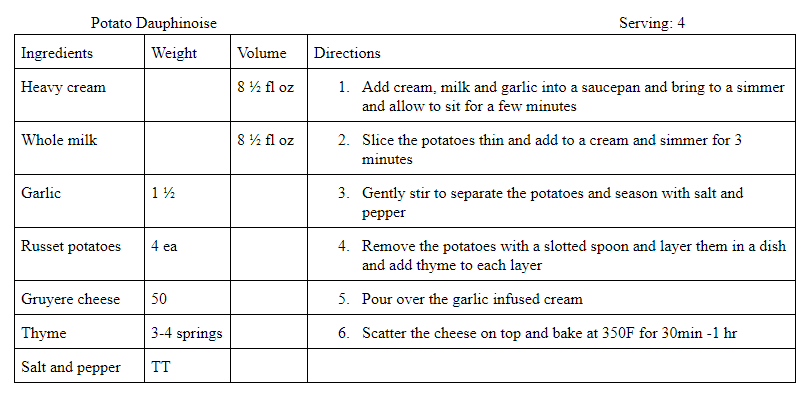 Potato Dauphinoise Serving: 4
Ingredients Weight Volume Directions
Heavy cream 8 ½ fl oz 1. Add cream, milk and garlic into a saucepan and bring to a simmer
and allow to sit for a few minutes
Whole milk 8 ½ fl oz 2. Slice the potatoes thin and add to a cream and simmer for 3
minutes
Garlic 1 ½ 3. Gently stir to separate the potatoes and season with salt and
pepper
Russet potatoes 4 ea 4. Remove the potatoes with a slotted spoon and layer them in a dish
and add thyme to each layer
Gruyere cheese 50 5. Pour over the garlic infused cream
Thyme 3-4 springs 6. Scatter the cheese on top and bake at 350F for 30min -1 hr
Salt and pepper TT